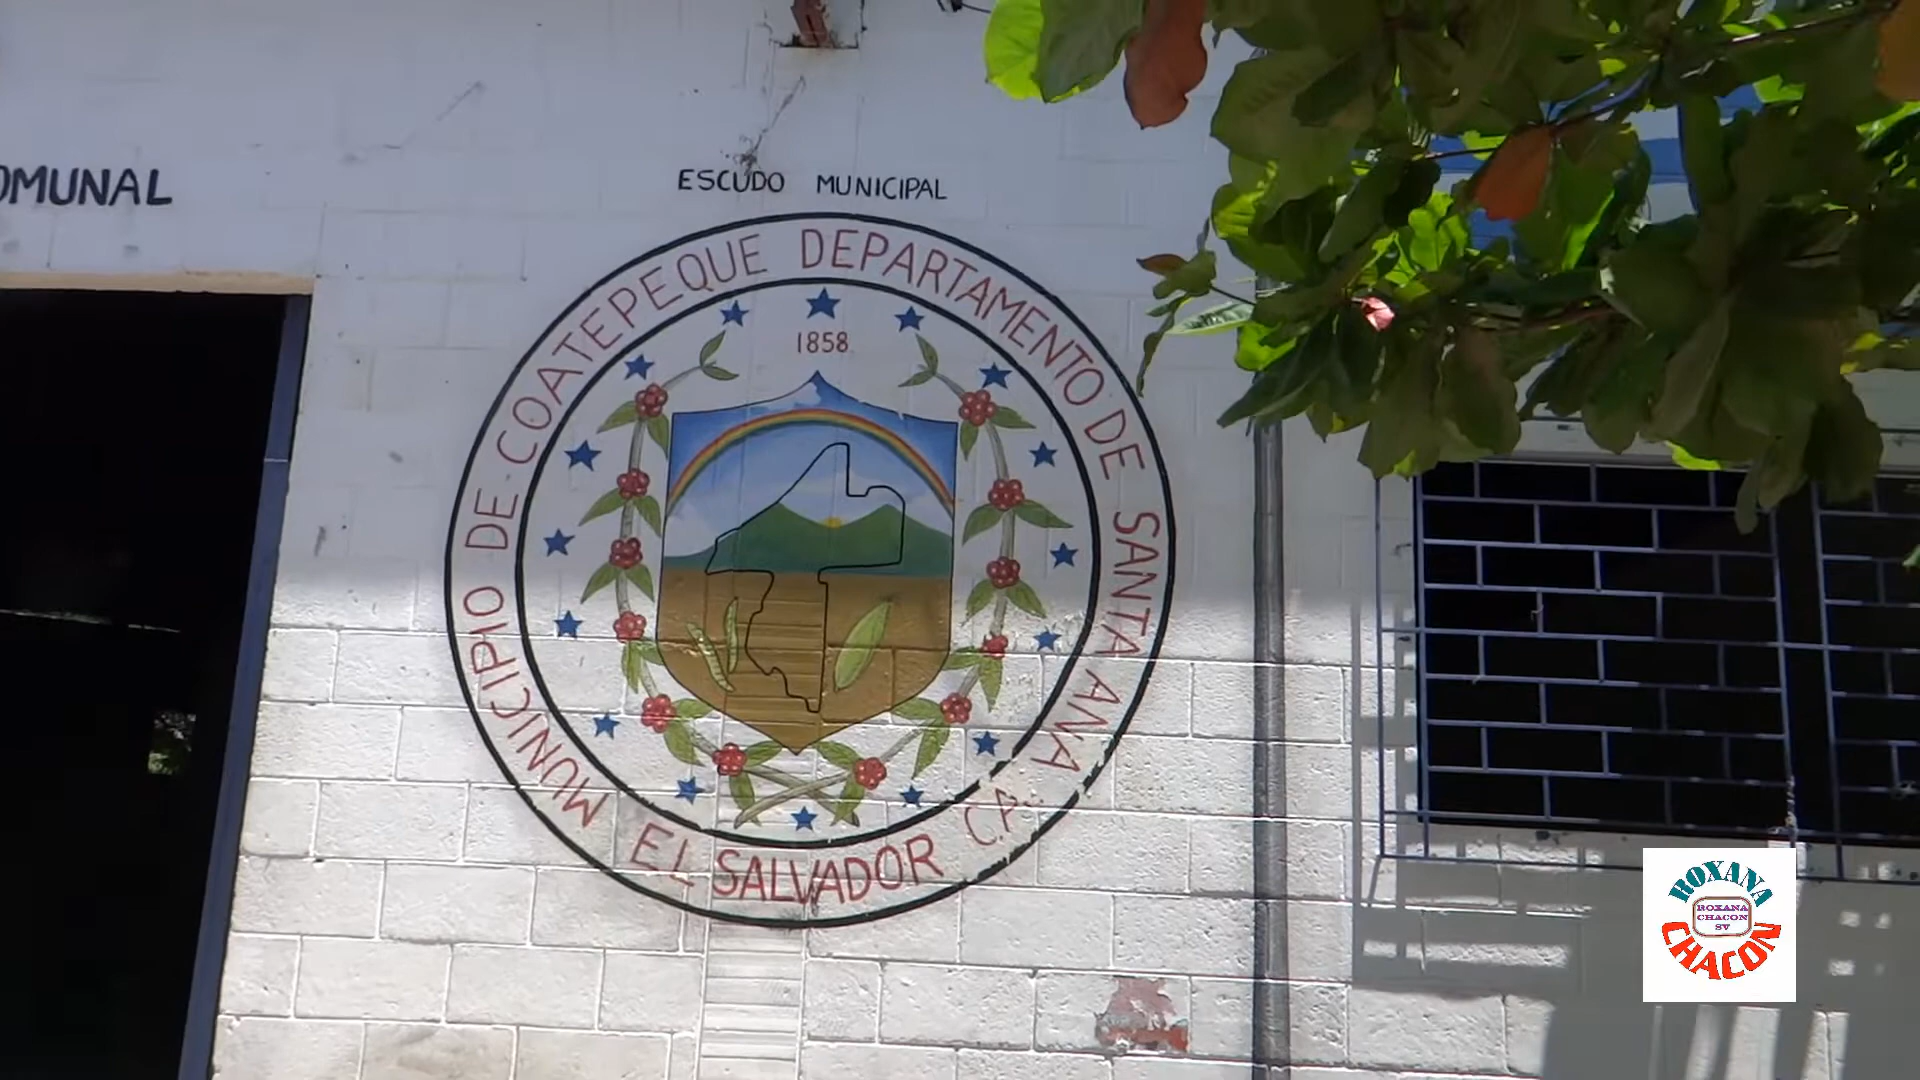 OMUNAL
ESCUDO MUNICIPAL
MUNICIPIO DE COATEPEQUE DEPARTAMENTO DE SANTA ANA
EL SALVADOR C.A.
1858
ROXANA
ROXANA
CHACON
SV
CHACON